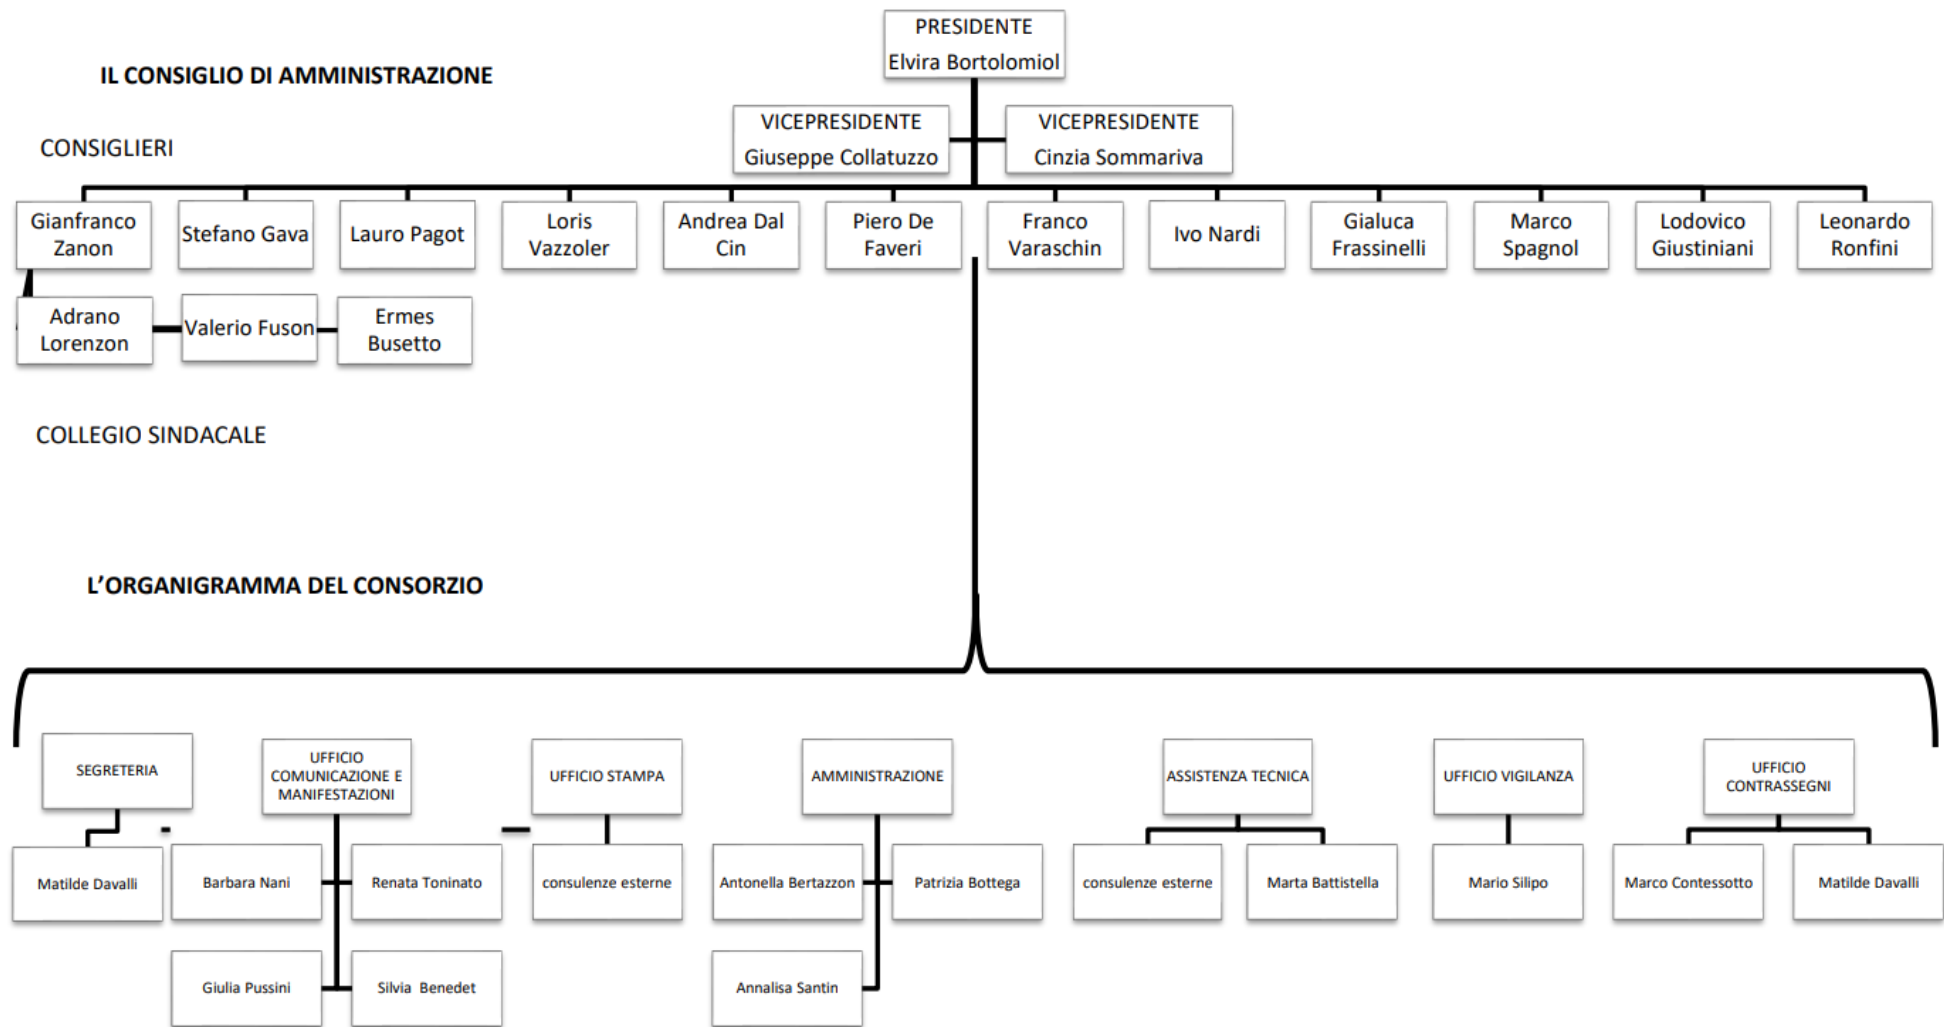 PRESIDENTE
Elvira Bortolomiol
IL CONSIGLIO DI AMMINISTRAZIONE
VICEPRESIDENTE
Giuseppe Collatuzzo
VICEPRESIDENTE
Cinzia Sommariva
CONSIGLIERI
Gianfranco
Zanon
Stefano Gava
Lauro Pagot
Loris
Vazzoler
Andrea Dal
Cin
Piero De
Faveri
Franco
Varaschin
Ivo Nardi
Gialuca
Frassinelli
Marco
Spagnol
Lodovico
Giustiniani
Leonardo
Ronfini
Adrano
Lorenzon
Valerio Fuson
Ermes
Busetto
COLLEGIO SINDACALE
L'ORGANIGRAMMA DEL CONSORZIO
SEGRETERIA
UFFICIO
COMUNICAZIONE E
MANIFESTAZIONI
UFFICIO STAMPA
AMMINISTRAZIONE
ASSISTENZA TECNICA
UFFICIO VIGILANZA
UFFICIO
CONTRASSEGNI
Matilde Davalli
Barbara Nani
Renata Toninato
consulenze esterne
Antonella Bertazzon
Patrizia Bottega
consulenze esterne
Marta Battistella
Mario Silipo
Marco Contessotto
Matilde Davalli
Giulia Pussini
Silvia Benedet
Annalisa Santin